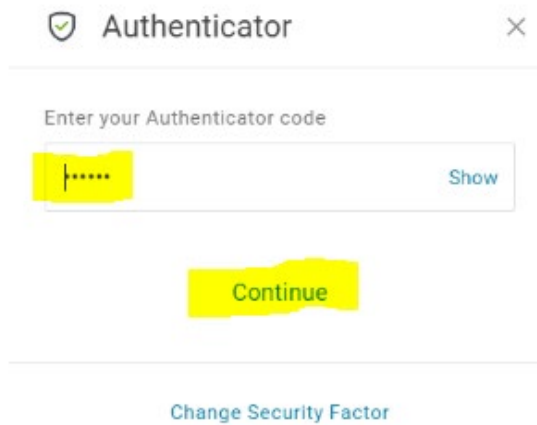 Authenticator
Enter your Authenticator code
•••••• Show
Continue
Change Security Factor